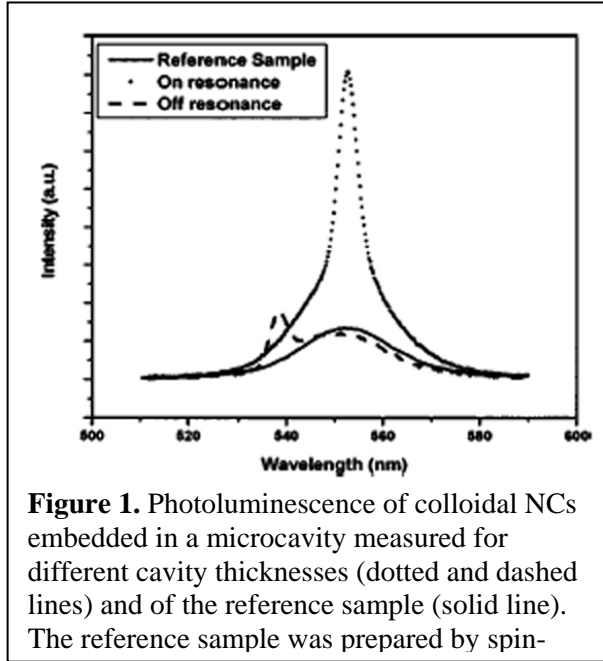 Reference Sample
On resonance
Off resonance
Intensity (a.u.)
500 520 540 560 580 600
Wavelength (nm)
Figure 1. Photoluminescence of colloidal NCs
embedded in a microcavity measured for
different cavity thicknesses (dotted and dashed
lines) and of the reference sample (solid line).
The reference sample was prepared by spin-